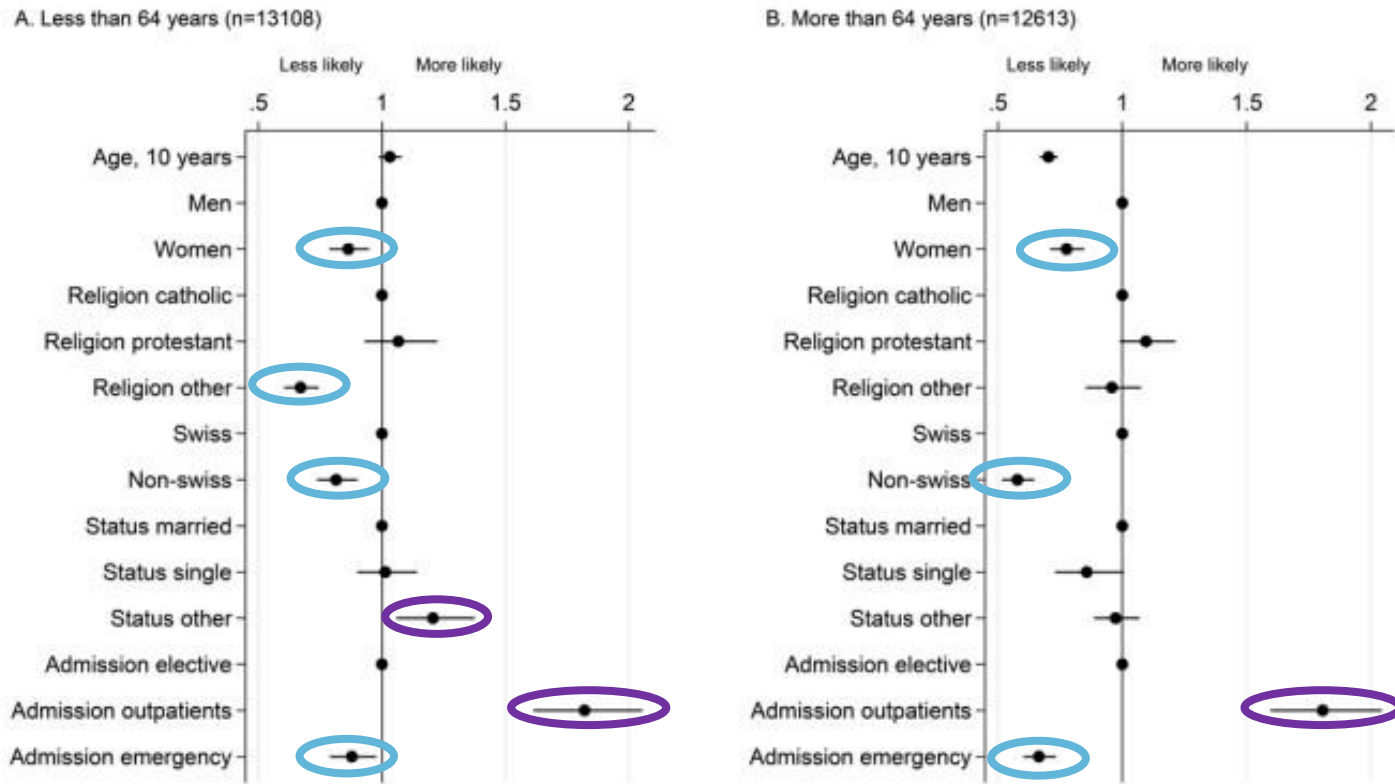 A. Less than 64 years (n=13108)
Less likely More likely
.5 1 1.5 2
Age, 10 years
Men
Women
Religion catholic
Religion protestant
Religion other
Swiss
Non-swiss
Status married
Status single
Status other
Admission elective
Admission outpatients
Admission emergency
B. More than 64 years (n=12613)
Less likely More likely
.5 1 1.5 2
Age, 10 years
Men
Women
Religion catholic
Religion protestant
Religion other
Swiss
Non-swiss
Status married
Status single
Status other
Admission elective
Admission outpatients
Admission emergency